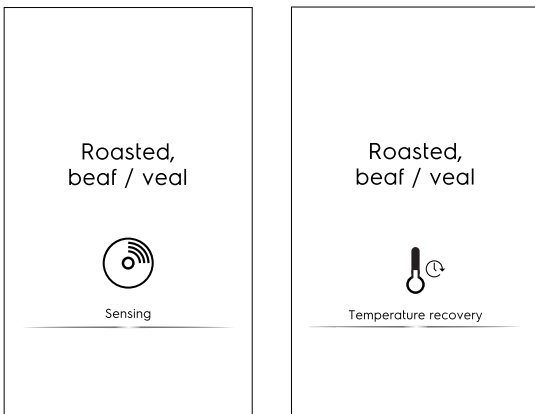 Roasted,
beaf / veal
Sensing
Roasted,
beaf / veal
Temperature recovery